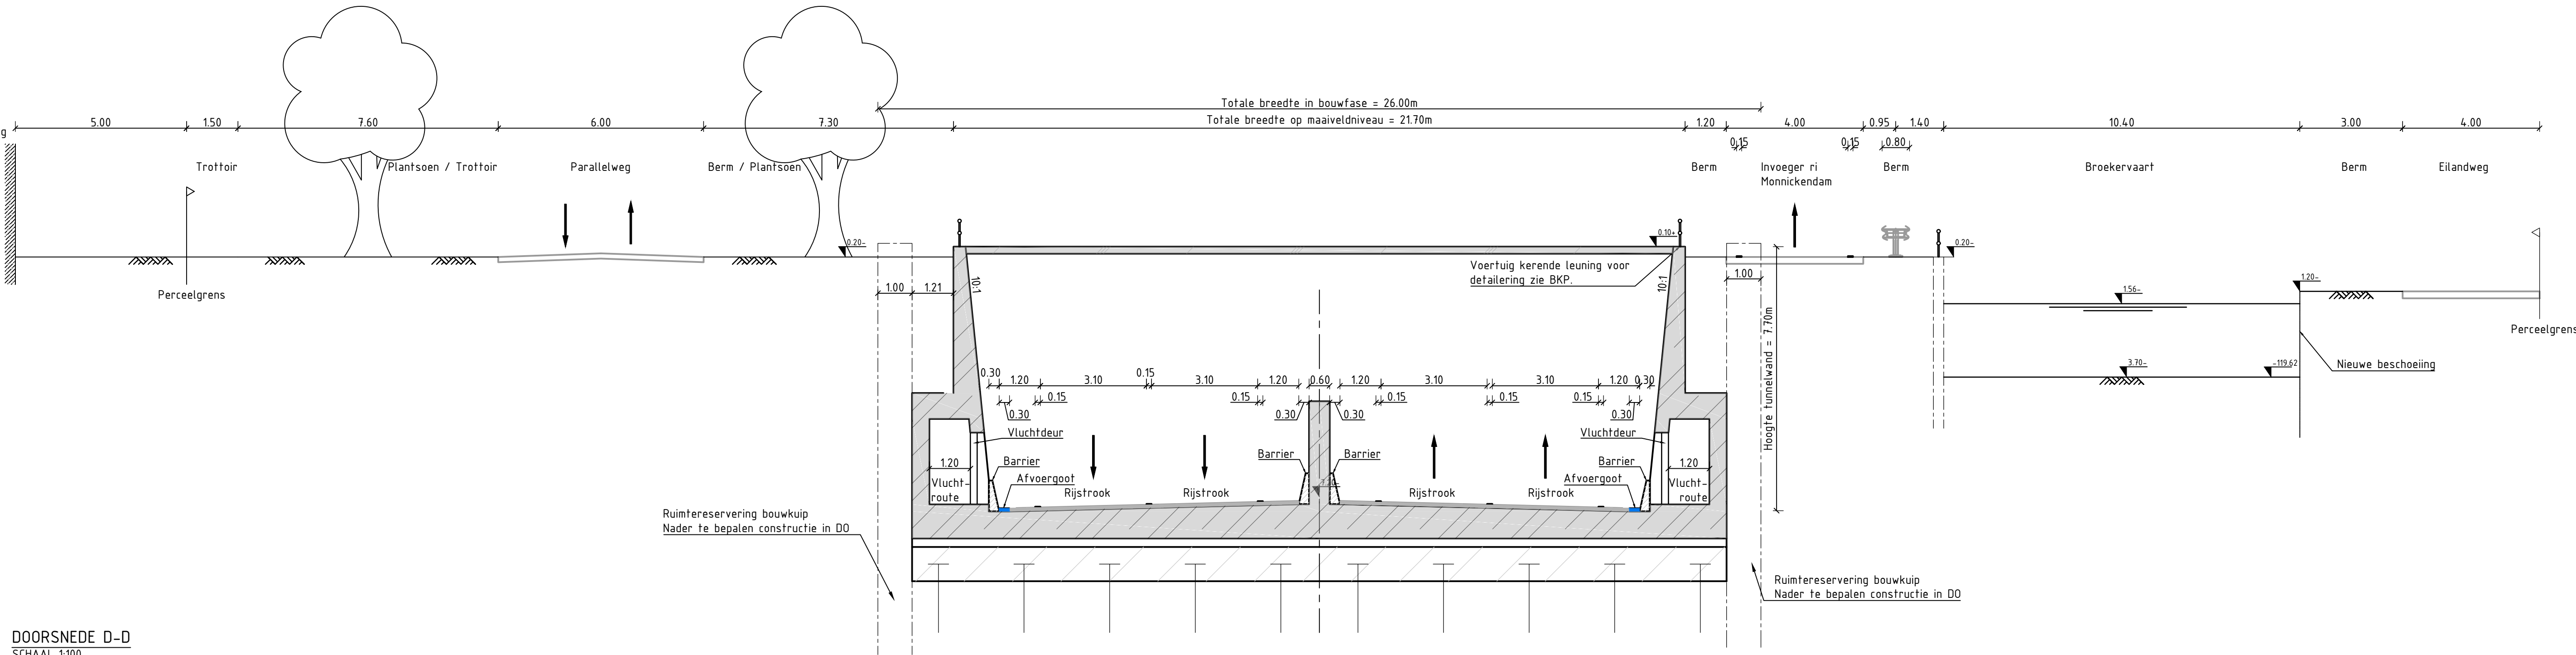 Totale breedte in bouwfase = 26.00m
g
5.00 1.50 7.60 6.00 7.30 Totale breedte op maaiveldniveau = 21.70m 1.20 4.00 0.95 1.40 10.40 3.00 4.00
0.15 0.15 0.80
Trottoir Plantsoen / Trottoir Parallelweg Berm / Plantsoen Berm Invoeger ri Berm Broekervaart Berm Eilandweg
Monnickendam
0.20- 0.10+ 0.20-
Voertuig kerende leuning voor
detailering zie BKP.
10:1 10:1
1.00 1.21 1.00
Perceelgrens
1.20-
1.56-
Perceelgrens
Hoogte tunnelwand = 7.70m
3.70- -119.62
Nieuwe beschoeiing
0.30 1.20 3.10 0.15 3.10 1.20 0.60 1.20 3.10 3.10 1.20 0.30
0.15 0.15 0.15 0.15 0.15
0.30 0.30 0.30 0.30
Vluchtdeur Vluchtdeur
Barrier Barrier Barrier Barrier
1.20 1.20
Afvoergoot Afvoergoot
Vlucht-
route
Rijstrook Rijstrook Rijstrook Rijstrook
Vlucht-
route
Ruimtereservering bouwkuip
Nader te bepalen constructie in DO
Ruimtereservering bouwkuip
Nader te bepalen constructie in DO
DOORSNEDE D-D
SCHAAL 1:100